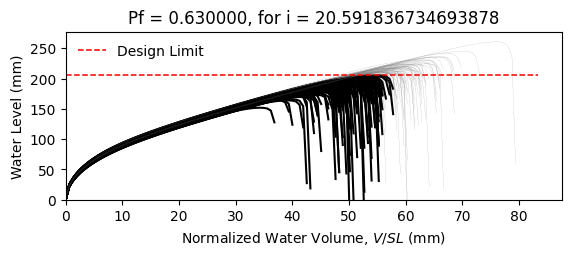 Pf = 0.630000, for i = 20.591836734693878
Design Limit
Water Level (mm)
250
200
150
100
50
0
0 10 20 30 40 50 60 70 80
Normalized Water Volume, V/SL (mm)